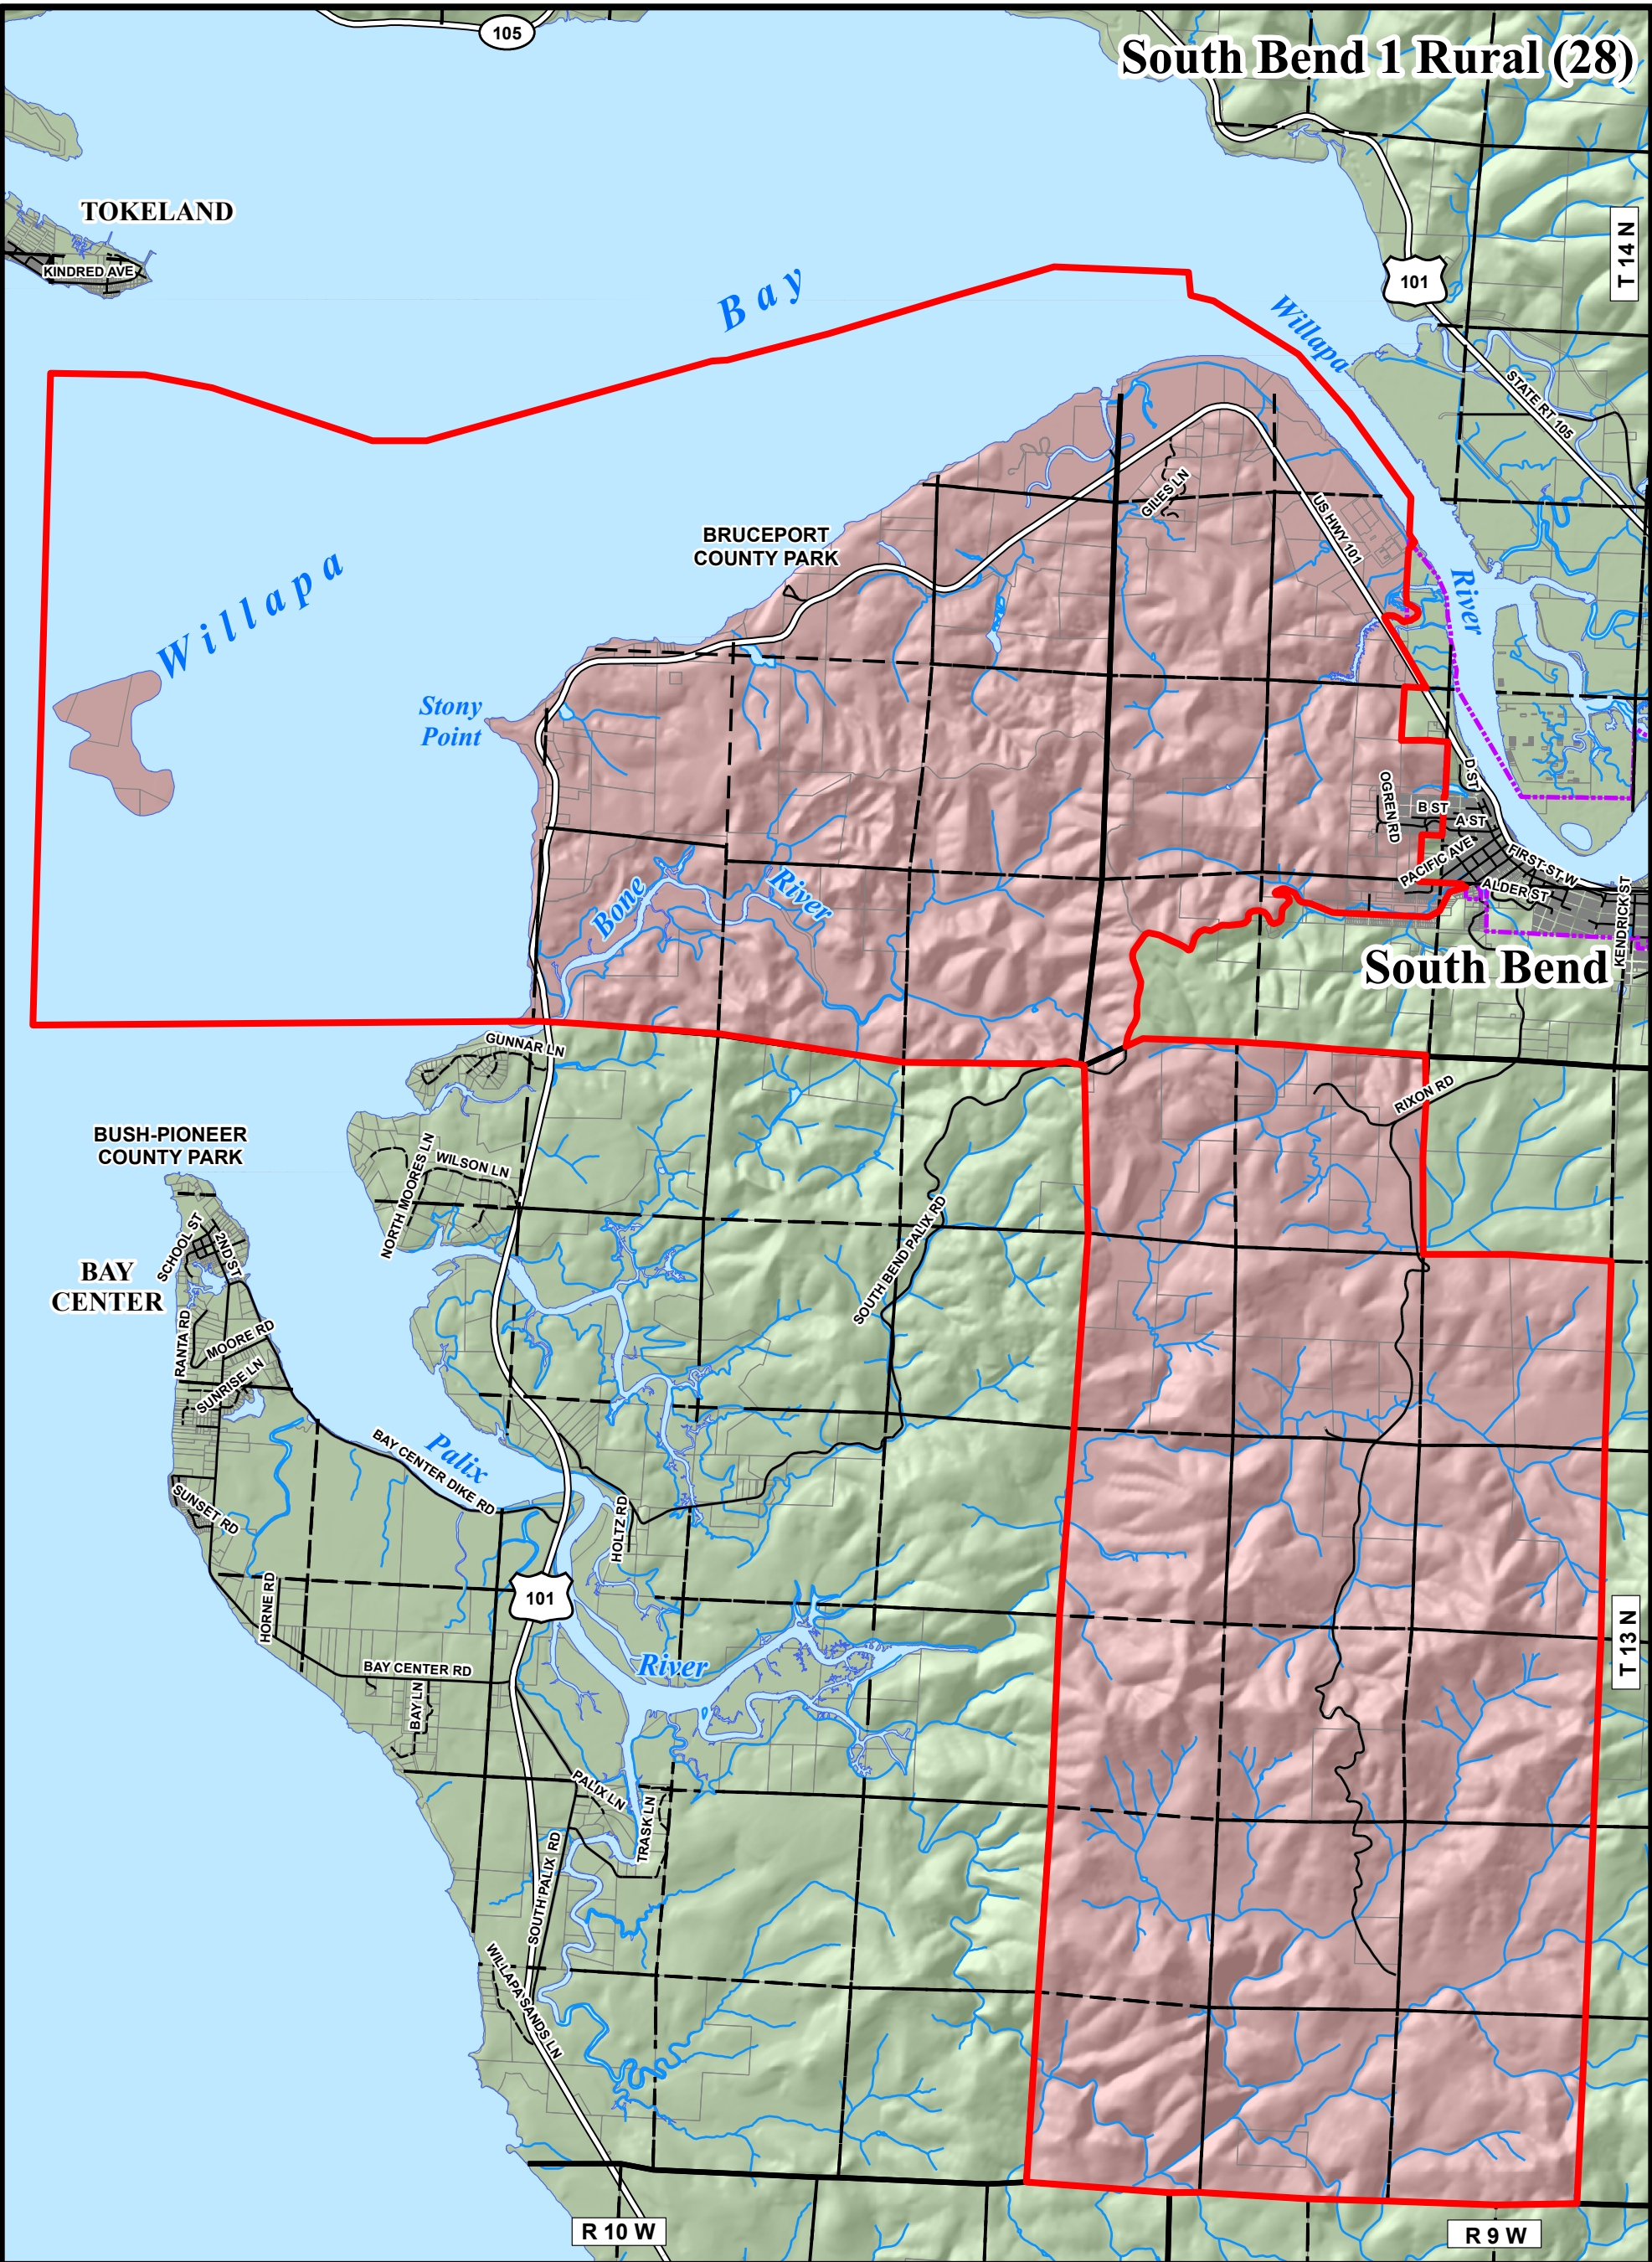 105
South Bend 1 Rural (28)
TOKELAND
KINDRED AVE
T 14 N
101
Bay
Willapa
STATE RT 105
GILES LN
US HWY 101
BRUCEPORT
COUNTY PARK
Willapa
River
Stony
Point
OGREN RD
D ST
B ST
A ST
PACIFIC AVE
FIRST ST W
ALDER ST
KENDRICK ST
Bone
River
South Bend
GUNNAR LN
RIXON RD
BUSH-PIONEER
COUNTY PARK
NORTH MOORES LN
WILSON LN
SCHOOL ST
2ND ST
SOUTH BEND PALIX RD
BAY
CENTER
RANTA RD
MOORE RD
SUNRISE LN
BAY CENTER DIKE RD
Palix
SUNSET RD
HOLTZ RD
HORNE RD
101
T 13 N
River
BAY CENTER RD
BAY LN
PALIX LN
TRASK LN
SOUTH PALIX RD
WILLAPA SANDS LN
R 10 W
R 9 W